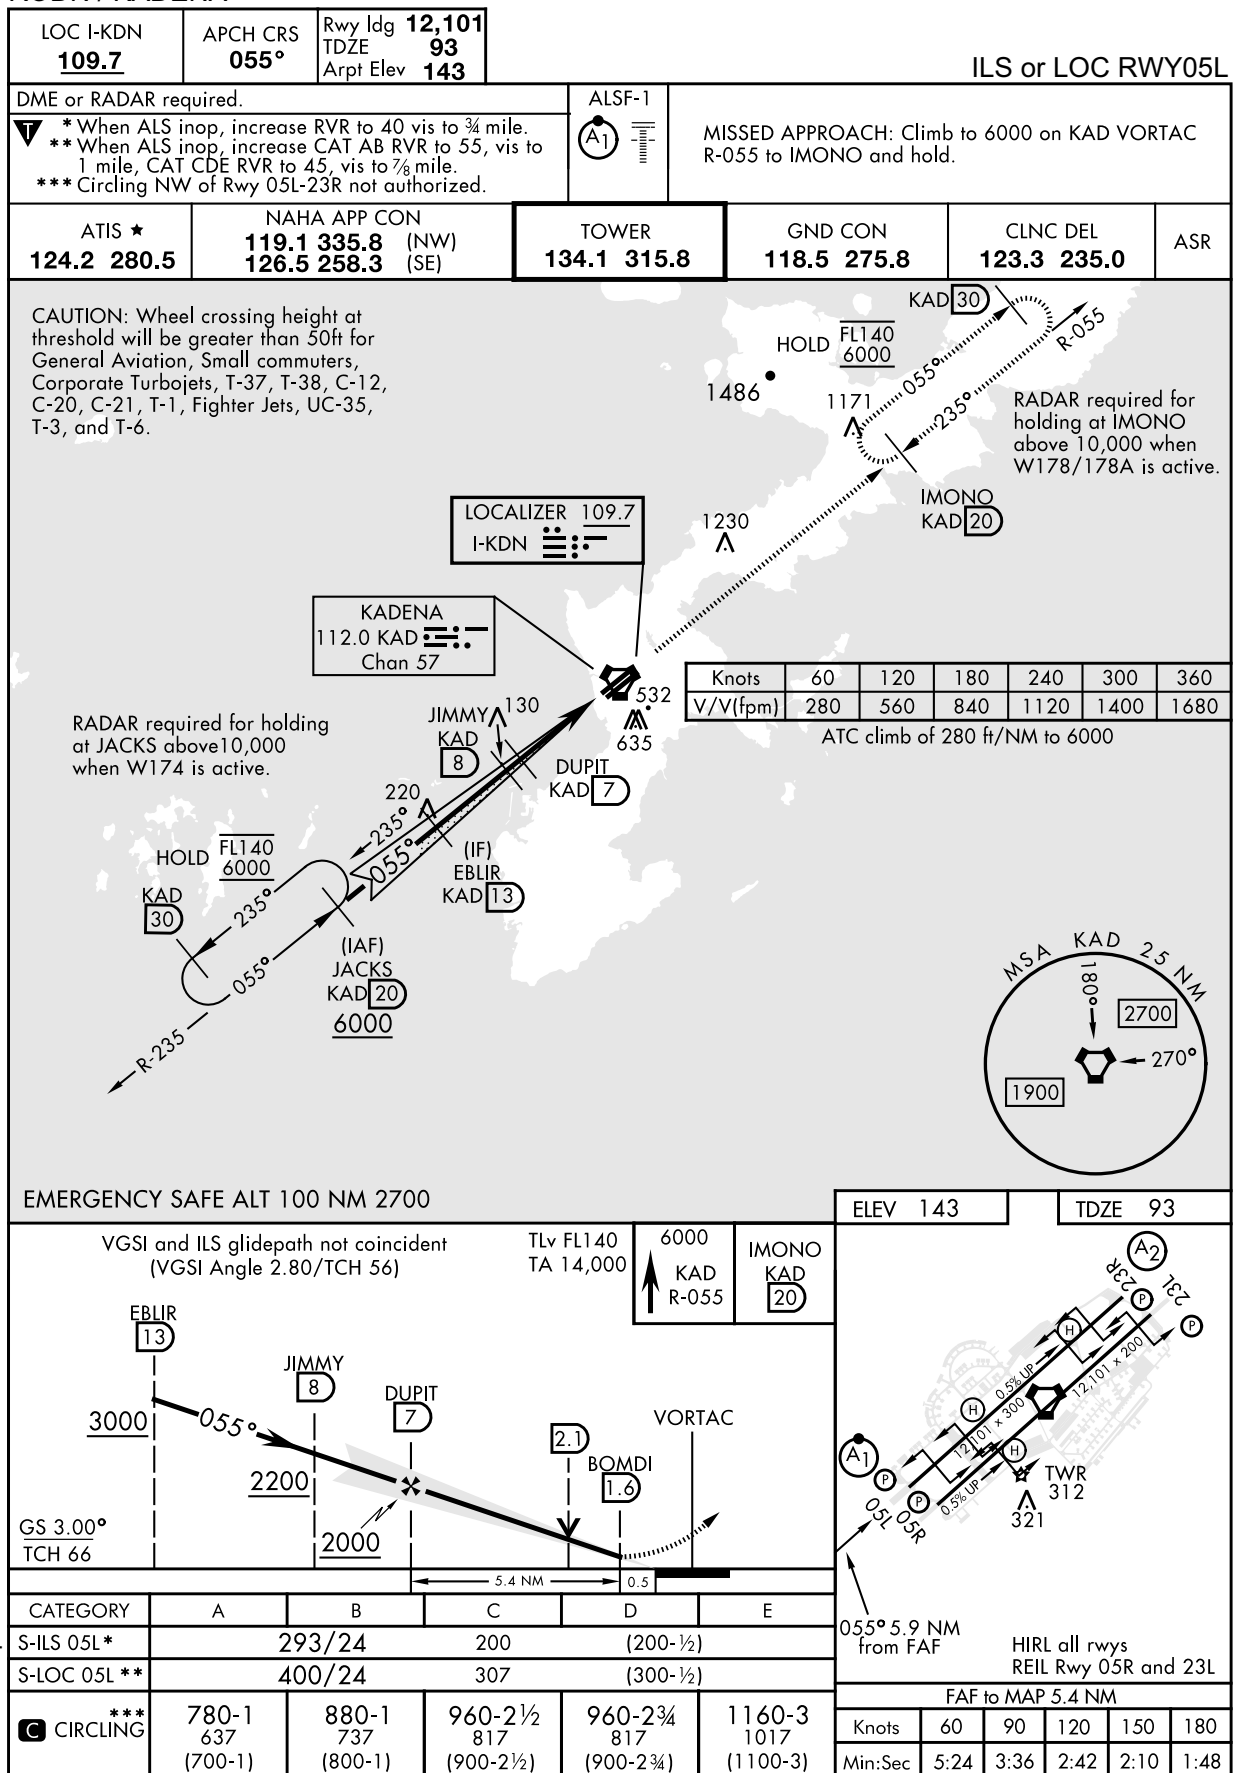 LOC I-KDN
109.7
APCH CRS
055°
Rwy ldg 12,101
TDZE 93
Arpt Elev 143
ILS or LOC RWY05L
DME or RADAR required.
T
* When ALS inop, increase RVR to 40 vis to ¾ mile.
** When ALS inop, increase CAT AB RVR to 55, vis to
1 mile, CAT CDE RVR to 45, vis to ⅞ mile.
*** Circling NW of Rwy 05L-23R not authorized.
ALSF-1
A1
MISSED APPROACH: Climb to 6000 on KAD VORTAC
R-055 to IMONO and hold.
ATIS ★
124.2 280.5
NAHA APP CON
119.1 335.8 (NW)
126.5 258.3 (SE)
TOWER
134.1 315.8
GND CON
118.5 275.8
CLNC DEL
123.3 235.0
ASR
CAUTION: Wheel crossing height at
threshold will be greater than 50ft for
General Aviation, Small commuters,
Corporate Turbojets, T-37, T-38, C-12,
C-20, C-21, T-1, Fighter Jets, UC-35,
T-3, and T-6.
KAD 30
HOLD FL140
6000
R-055
055°
235°
1486
1171
RADAR required for
holding at IMONO
above 10,000 when
W178/178A is active.
IMONO
KAD 20
LOCALIZER 109.7
I-KDN
1230
KADENA
112.0 KAD
Chan 57
532
635
Knots 60 120 180 240 300 360
V/V(fpm) 280 560 840 1120 1400 1680
ATC climb of 280 ft/NM to 6000
RADAR required for holding
at JACKS above10,000
when W174 is active.
JIMMY
KAD
8
130
DUPIT
KAD 7
220
235°
055°
(IF)
EBLIR
KAD 13
HOLD FL140
6000
KAD
30
235°
055°
(IAF)
JACKS
KAD 20
6000
R-235
MSA KAD 25 NM
180°
2700
270°
1900
EMERGENCY SAFE ALT 100 NM 2700
ELEV 143
TDZE 93
VGSI and ILS glidepath not coincident
(VGSI Angle 2.80/TCH 56)
TLv FL140
TA 14,000
6000
KAD
R-055
IMONO
KAD
20
EBLIR
13
JIMMY
8
DUPIT
7
2.1
BOMDI
1.6
VORTAC
3000
055°
2200
2000
GS 3.00°
TCH 66
5.4 NM
0.5
A2
23R
23L
P
P
H
0.5% UP
12,101 x 200
H
12,101 x 300
H
A1
P
P
0.5% UP
05L
05R
TWR
312
321
055° 5.9 NM
from FAF
HIRL all rwys
REIL Rwy 05R and 23L
CATEGORY A B C D E
S-ILS 05L* 293/24 200 (200-½)
S-LOC 05L ** 400/24 307 (300-½)
***
C CIRCLING
780-1 880-1 960-2½ 960-2¾ 1160-3
637 737 817 817 1017
(700-1) (800-1) (900-2½) (900-2¾) (1100-3)
FAF to MAP 5.4 NM
Knots 60 90 120 150 180
Min:Sec 5:24 3:36 2:42 2:10 1:48